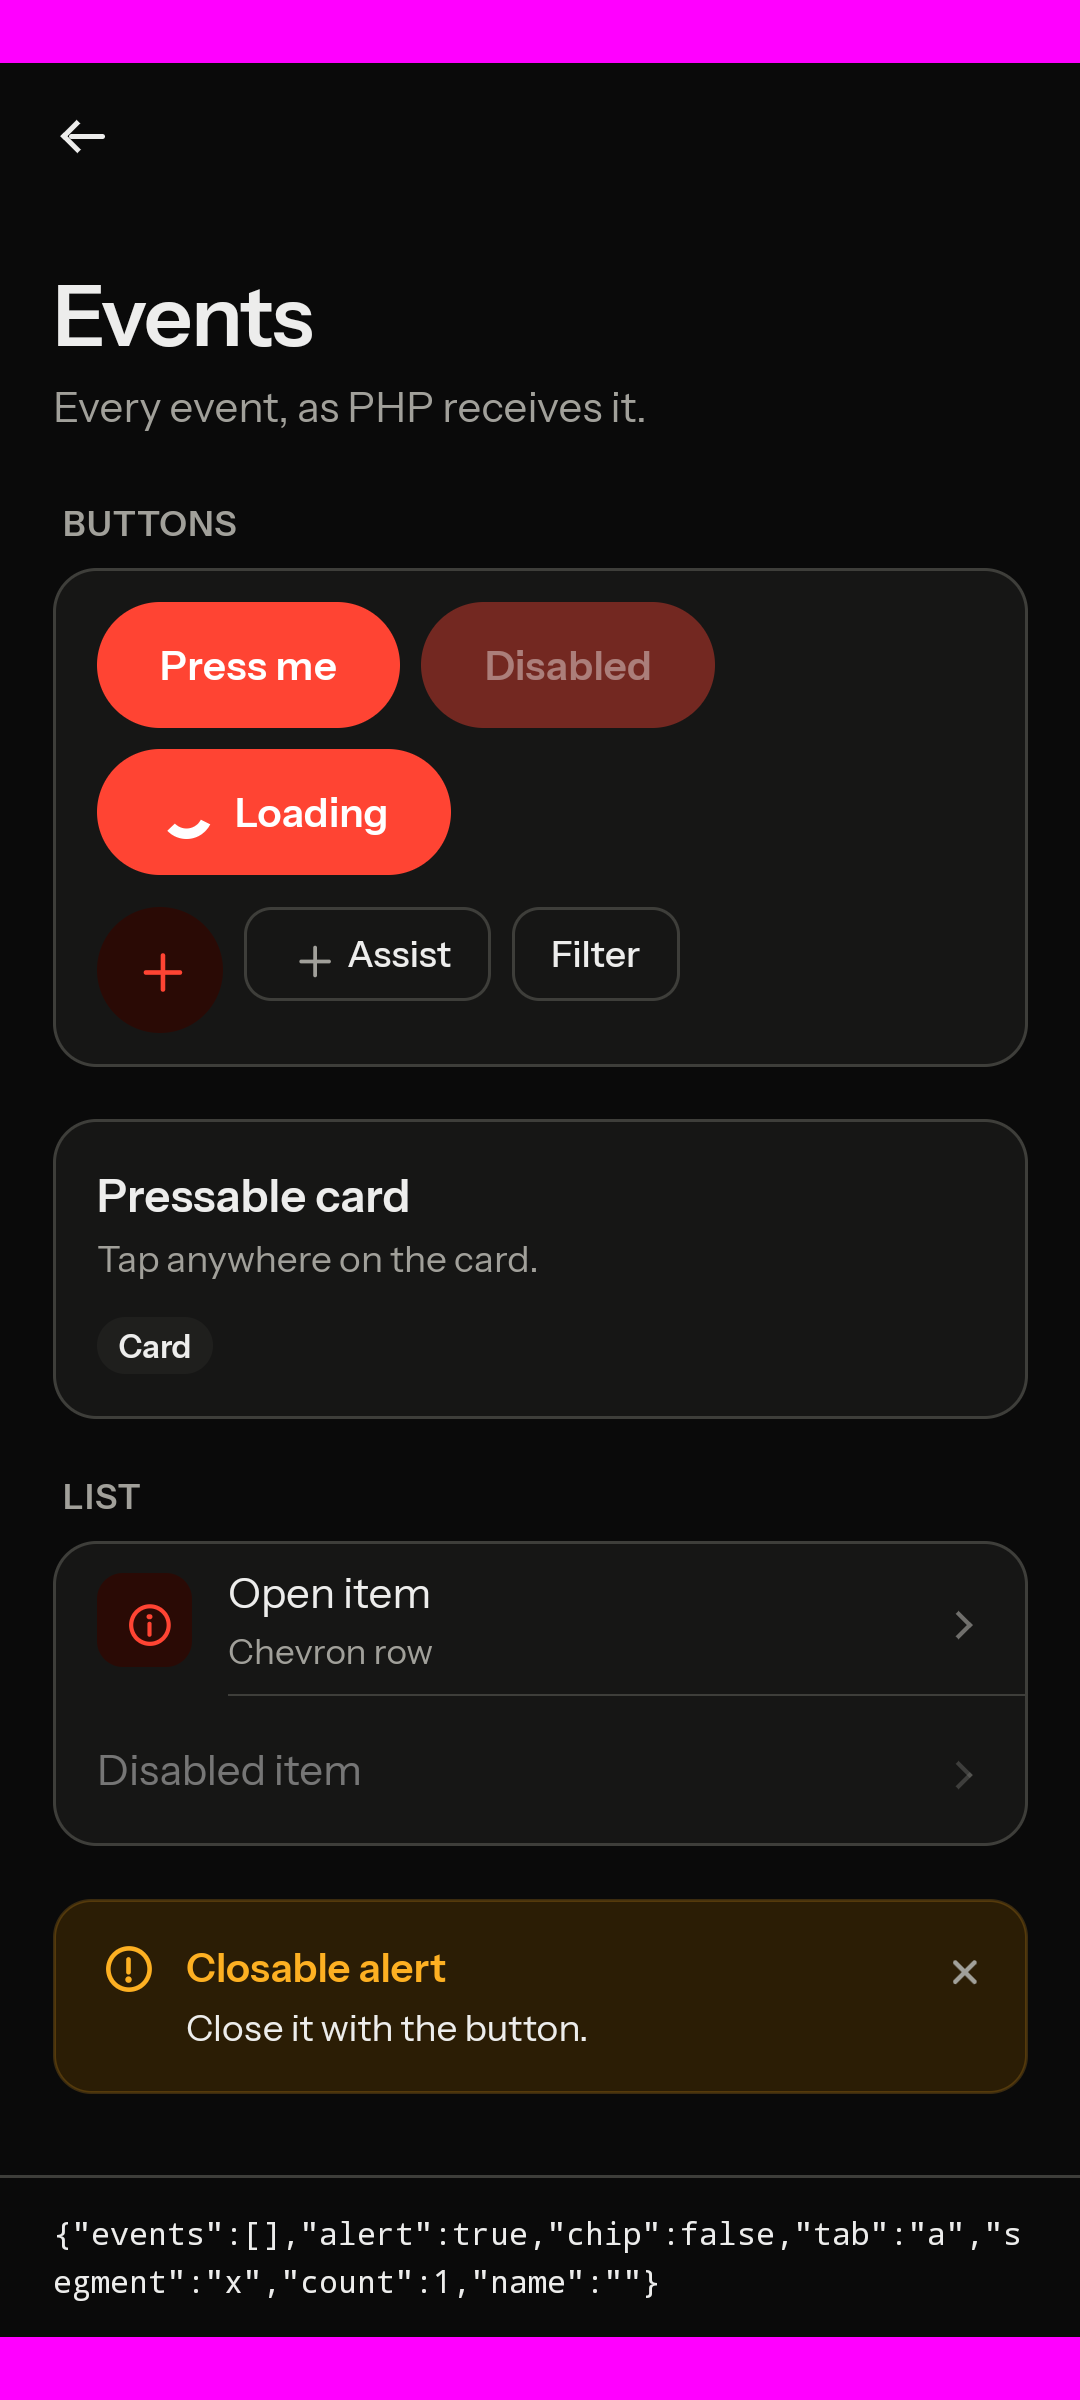 Events
Every event, as PHP receives it.
BUTTONS
Press me
Disabled
Loading
Assist
Filter
Pressable card
Tap anywhere on the card.
Card
LIST
Open item
Chevron row
Disabled item
Closable alert
Close it with the button.
{"events":[],"alert":true,"chip":false,"tab":"a","s
egment":"x","count":1,"name":""}